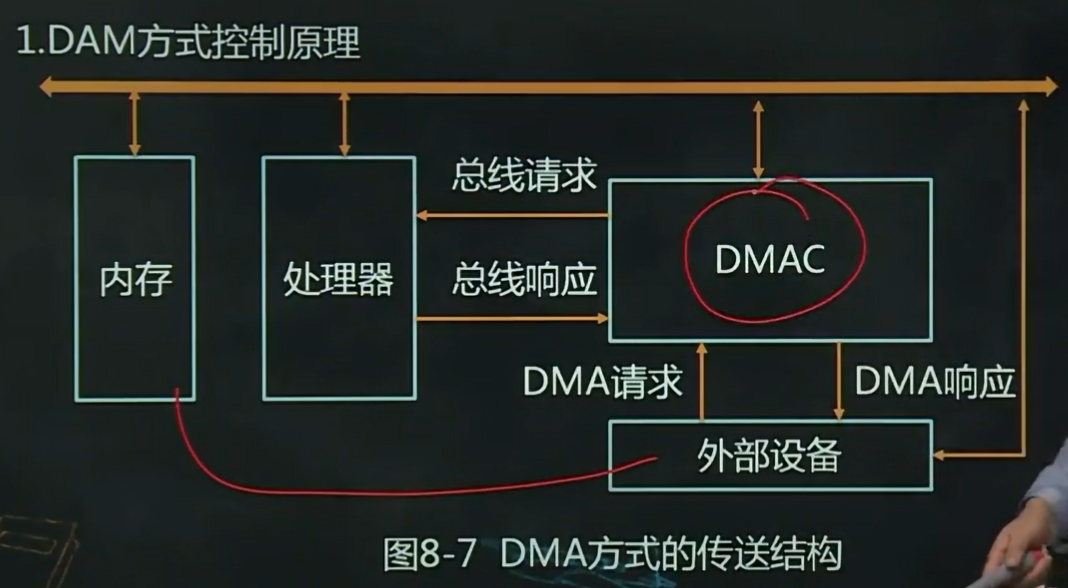 1.DAM方式控制原理
总线请求
内存
处理器
总线响应
DMAC
DMA请求
DMA响应
外部设备
图8-7 DMA方式的传送结构